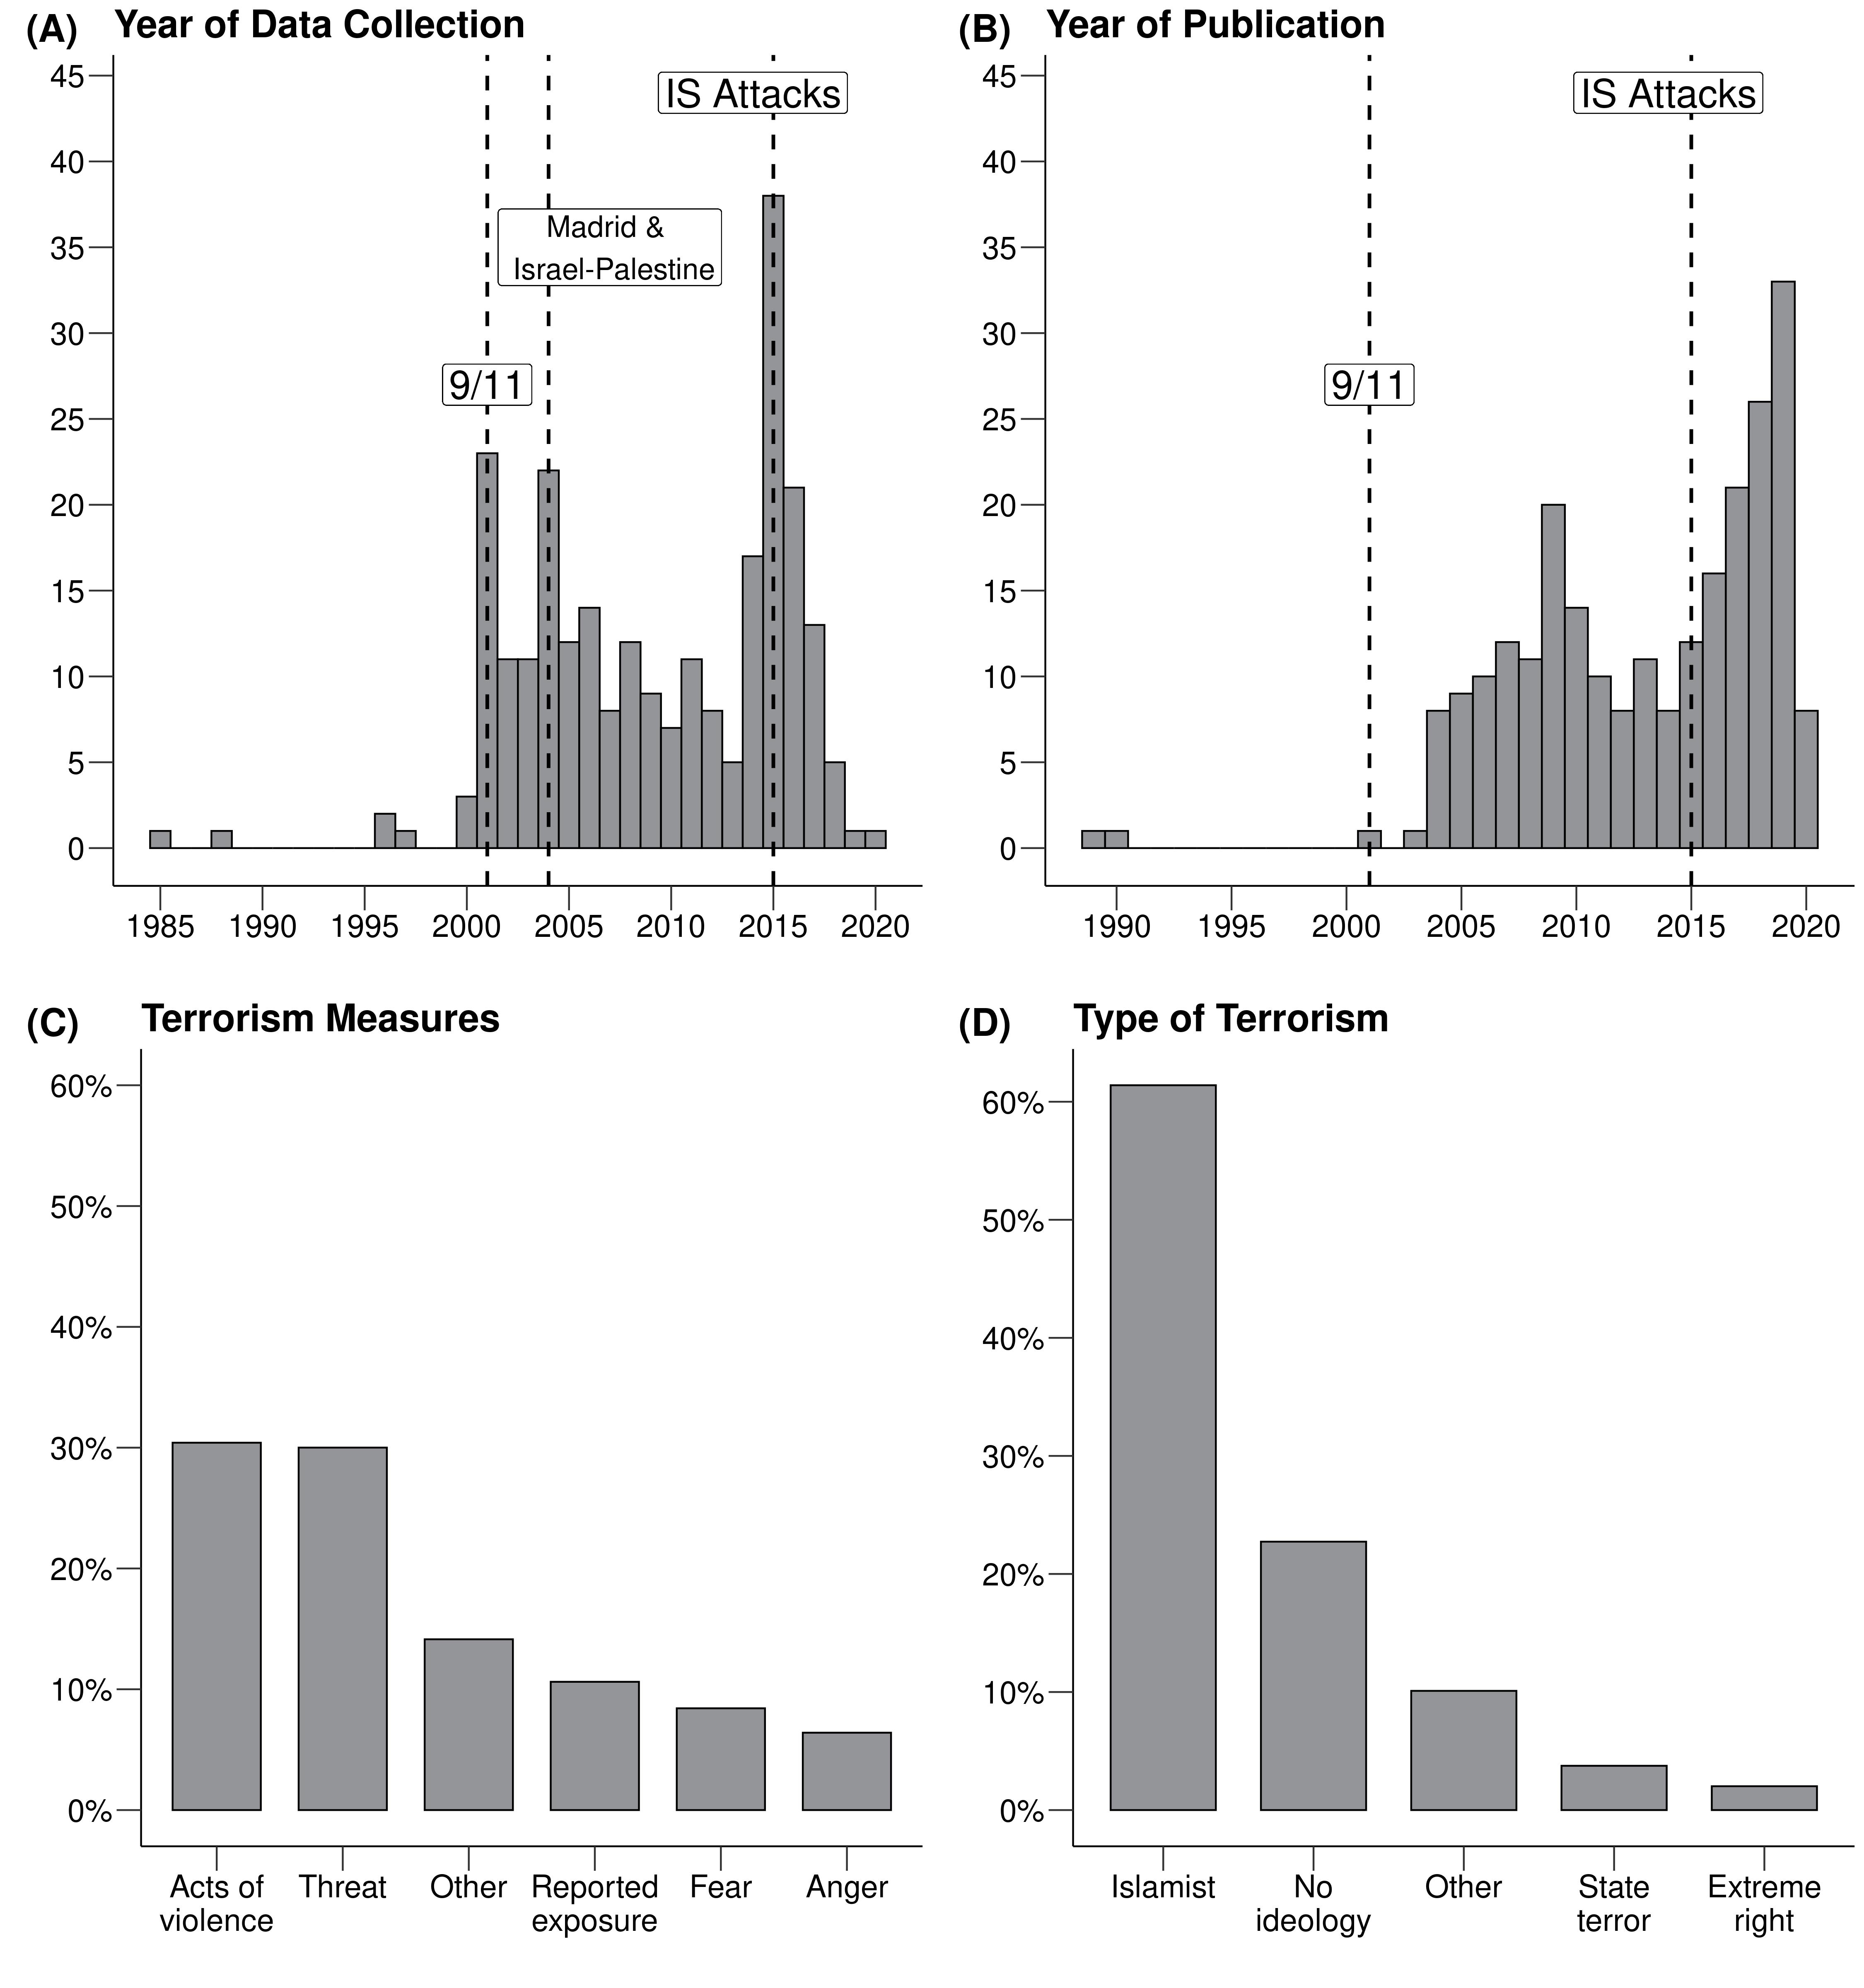 (A) Year of Data Collection
45
40
35
30
25
20
15
10
5
0
IS Attacks
Madrid &
Israel-Palestine
9/11
1985 1990 1995 2000 2005 2010 2015 2020
(B) Year of Publication
45
40
35
30
25
20
15
10
5
0
IS Attacks
9/11
1990 1995 2000 2005 2010 2015 2020
(C) Terrorism Measures
60%
50%
40%
30%
20%
10%
0%
Acts of Threat Other Reported Fear Anger
violence exposure
(D) Type of Terrorism
60%
50%
40%
30%
20%
10%
0%
Islamist No Other State Extreme
ideology terror right